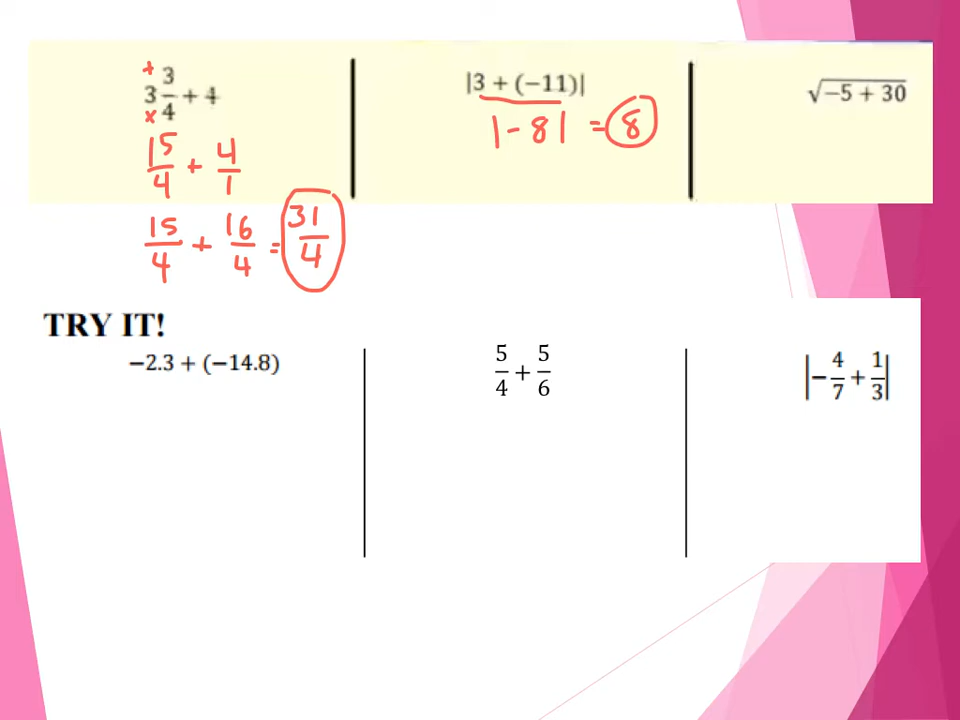 3 3/4 + 4
+
x
15/4 + 4/1
15/4 + 16/4 = 31/4
|3 + (−11)|
|-8| = 8
√−5 + 30
TRY IT!
−2.3 + (−14.8)
5/4 + 5/6
|−4/7 + 1/3|